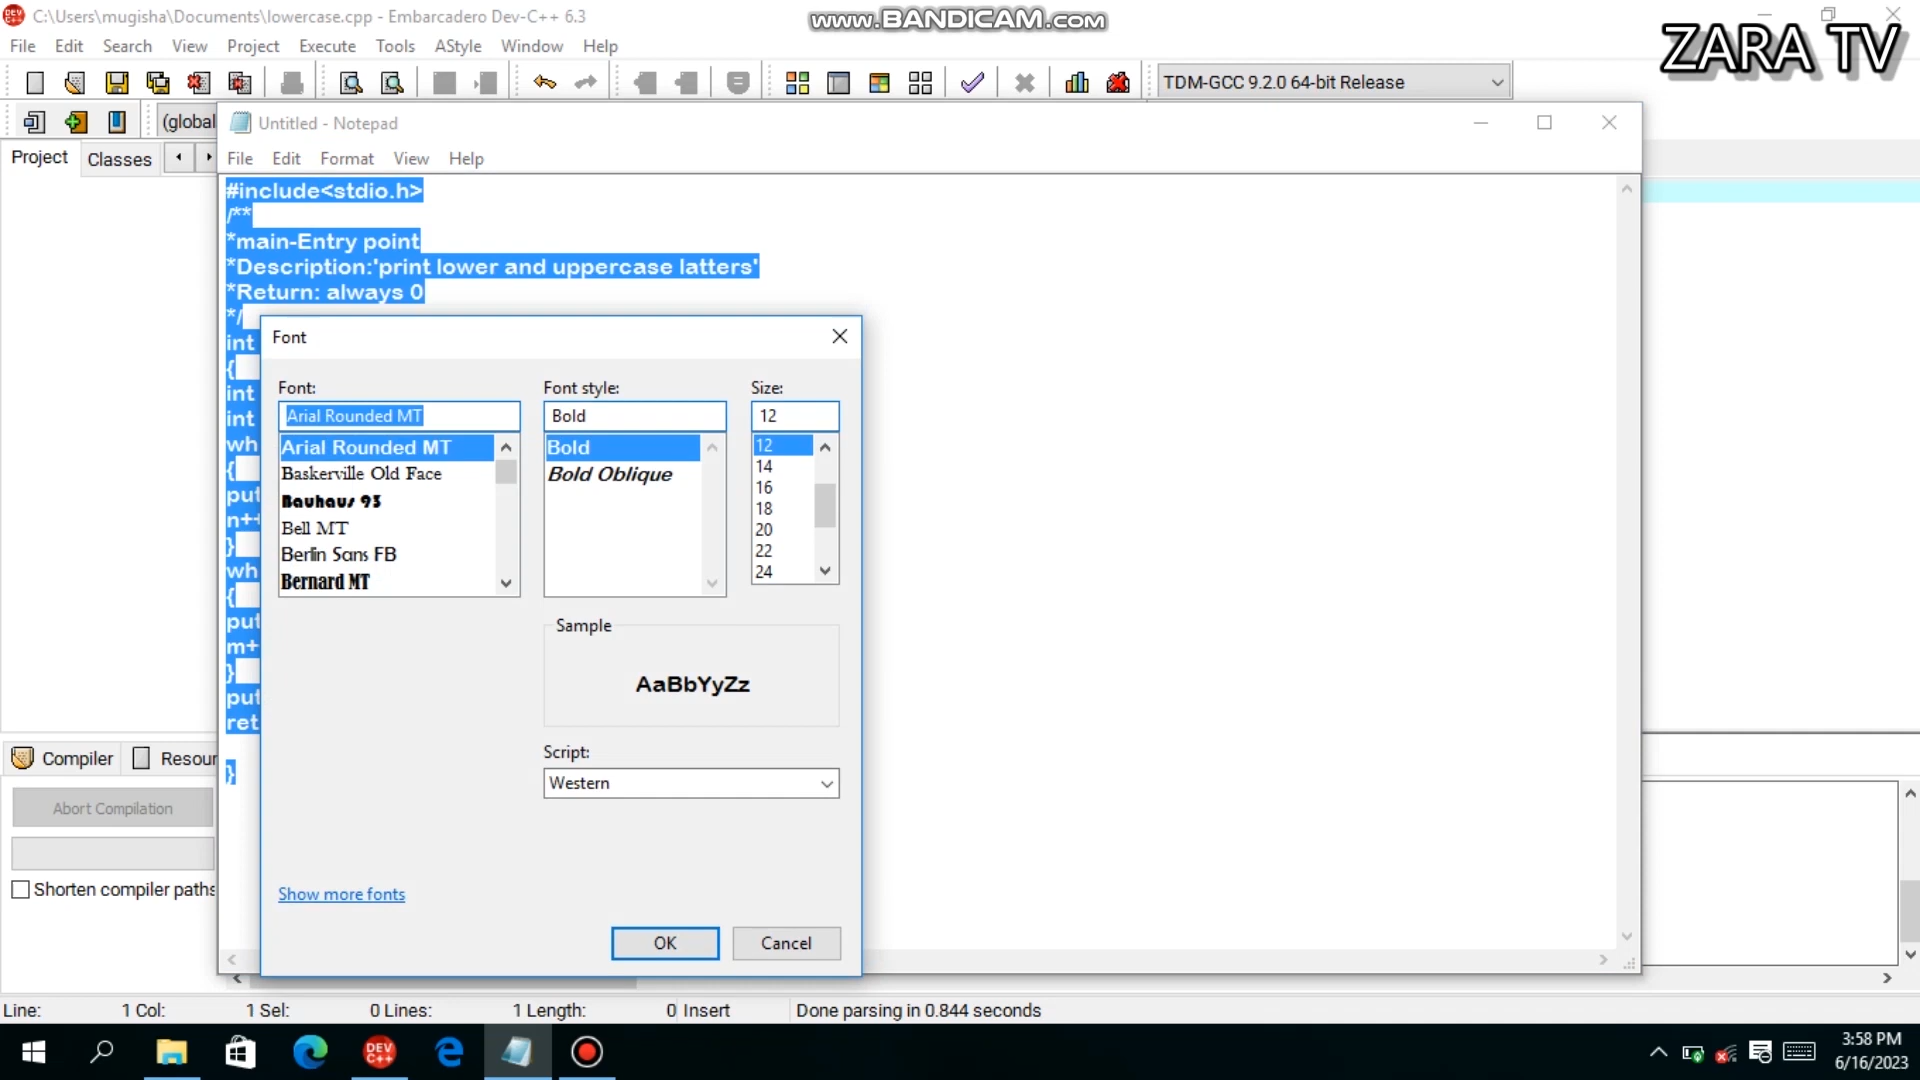 C:\Users\mugisha\Documents\lowercase.cpp - Embarcadero Dev-C++ 6.3
www.BANDICAM.com
ZARA TV
File Edit Search View Project Execute Tools AStyle Window Help
TDM-GCC 9.2.0 64-bit Release
(global
Untitled - Notepad
Project Classes
File Edit Format View Help
#include<stdio.h>
/**
*main-Entry point
*Description:'print lower and uppercase latters'
*Return: always 0
*/
int
{
int
int
wh
{
put
n++
}
wh
{
put
m+
}
put
ret
}
Font
Font: Font style: Size:
Arial Rounded MT Bold 12
Arial Rounded MT Bold 12
Baskerville Old Face Bold Oblique 14
Bauhaus 93 16
Bell MT 18
Berlin Sans FB 20
Bernard MT 22
24
Sample
AaBbYyZz
Script:
Western
Show more fonts
OK Cancel
Compiler Resour
Abort Compilation
Shorten compiler paths
Line: 1 Col: 1 Sel: 0 Lines: 1 Length: 0 Insert Done parsing in 0.844 seconds
DEV C++
3:58 PM
6/16/2023